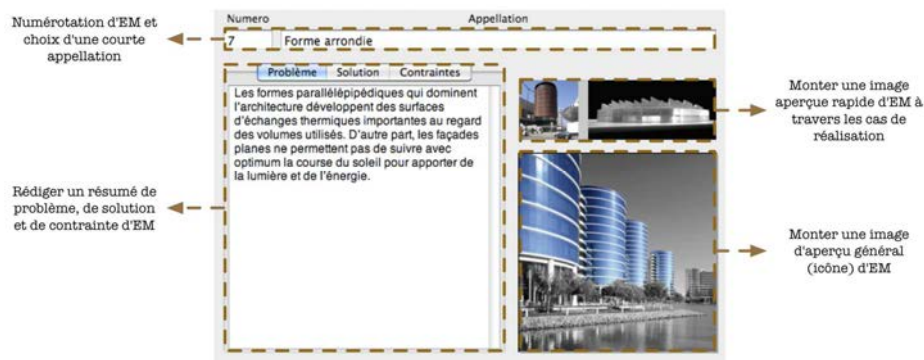 Numérotation d'EM et
choix d'une courte
appellation
Numero
Appellation
7
Forme arrondie
Problème
Solution
Contraintes
Les formes parallélépipédiques qui dominent
l'architecture développent des surfaces
d'échanges thermiques importantes au regard
des volumes utilisés. D'autre part, les façades
planes ne permettent pas de suivre avec
optimum la course du soleil pour apporter de
la lumière et de l'énergie.
Rédiger un résumé de
problème, de solution
et de contrainte d'EM
Monter une image
aperçue rapide d'EM à
travers les cas de
réalisation
Monter une image
d'aperçu général
(icône) d'EM